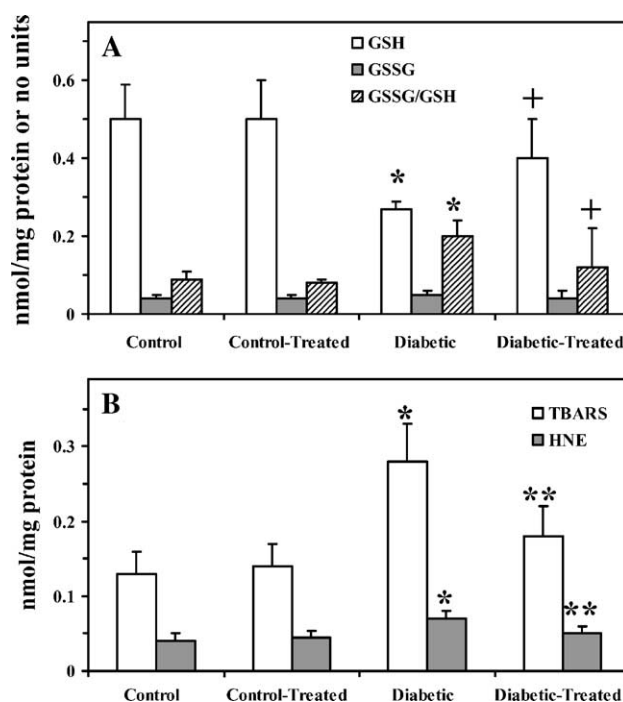 A
GSH
GSSG
GSSG/GSH
nmol/mg protein or no units
0.6
0.4
0.2
0
+
*
*
+
Control
Control-Treated
Diabetic
Diabetic-Treated
B
TBARS
HNE
nmol/mg protein
0.3
0.2
0.1
0
*
**
*
**
Control
Control-Treated
Diabetic
Diabetic-Treated